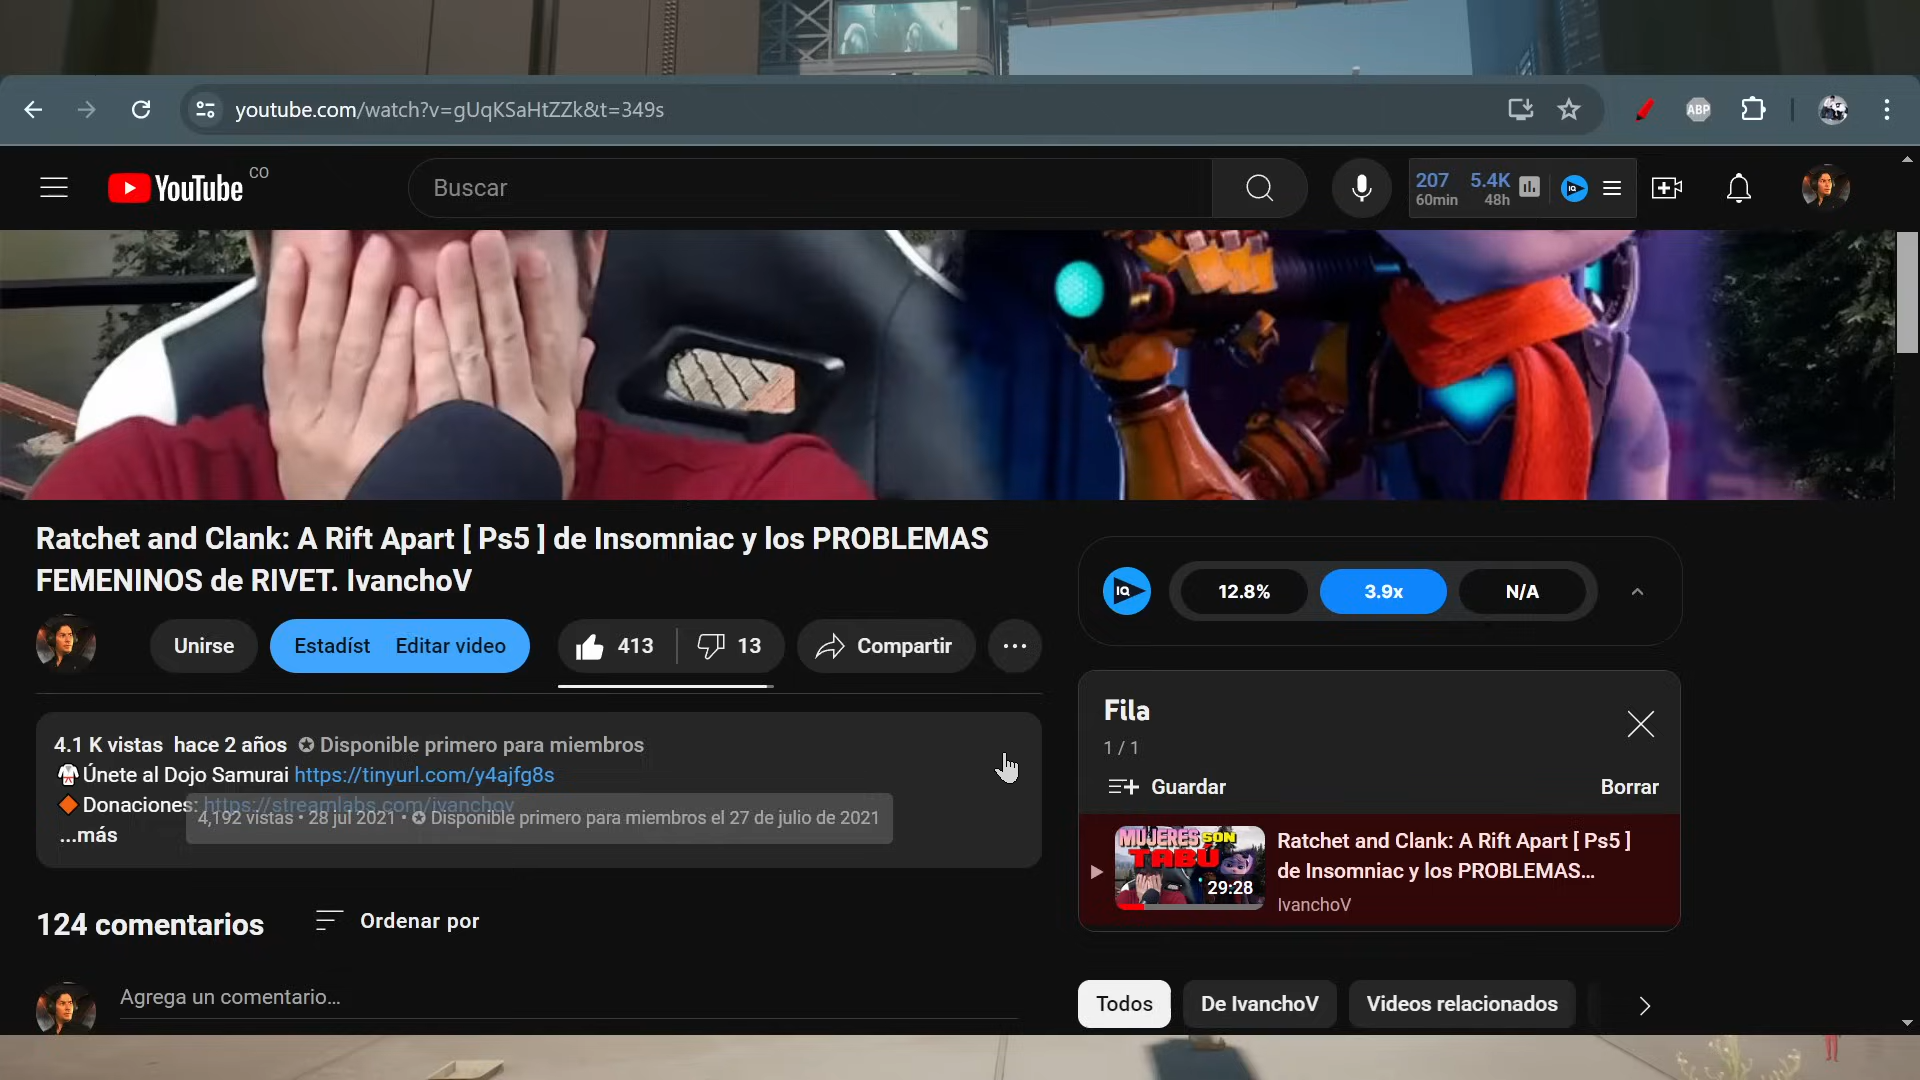 youtube.com/watch?v=gUqKSaHtZZk&t=349s
ABP
YouTube CO
Buscar
207 5.4K
60min 48h
IQ
Ratchet and Clank: A Rift Apart [ Ps5 ] de Insomniac y los PROBLEMAS
FEMENINOS de RIVET. IvanchoV
Unirse
Estadíst Editar video
413
13
Compartir
4.1 K vistas hace 2 años Disponible primero para miembros
Únete al Dojo Samurai https://tinyurl.com/y4ajfg8s
Donaciones: https://streamlabs.com/ivanchov
4,192 vistas • 28 jul 2021 • Disponible primero para miembros el 27 de julio de 2021
...más
124 comentarios
Ordenar por
Agrega un comentario...
IQ
12.8%
3.9x
N/A
Fila
1 / 1
Guardar
Borrar
MUJERES SON
TABÚ
29:28
Ratchet and Clank: A Rift Apart [ Ps5 ]
de Insomniac y los PROBLEMAS...
IvanchoV
Todos
De IvanchoV
Videos relacionados